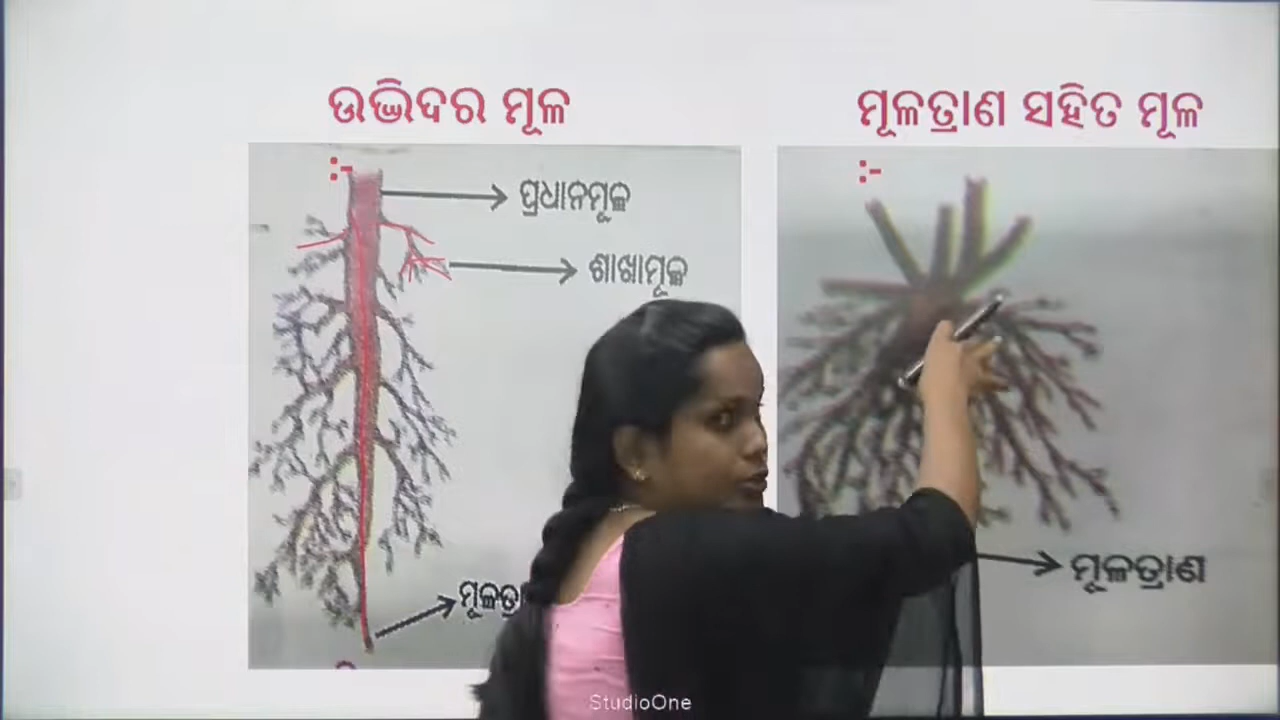 ଉଦ୍ଭିଦର ମୂଳ
:-
ପ୍ରଧାନମୂଳ
ଶାଖାମୂଳ
ମୂଳତ୍ରାଣ ସହିତ ମୂଳ
:-
ମୂଳତ୍ରାଣ
StudioOne